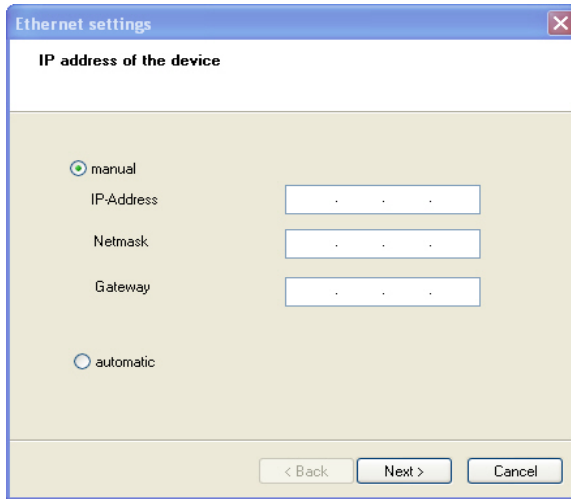 Ethernet settings
IP address of the device
manual
IP-Address . . .
Netmask . . .
Gateway . . .
automatic
< Back Next > Cancel